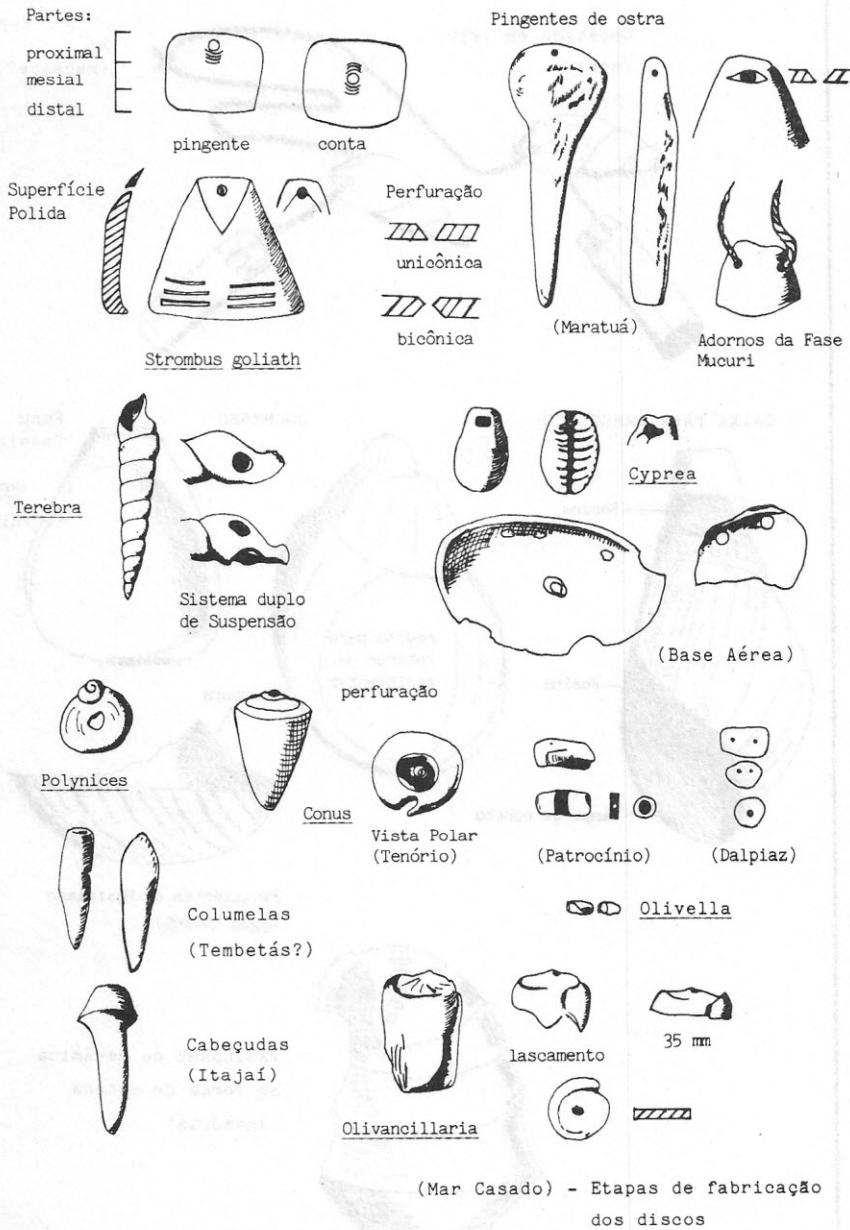 Partes:
proximal
mesial
distal
pingente
conta
Pingentes de ostra
(Maratuá)
Adornos da Fase
Mucuri
Superfície
Polida
Strombus goliath
Perfuração
unicônica
bicônica
Terebra
Sistema duplo
de Suspensão
Cyprea
(Base Aérea)
Polynices
perfuração
Conus
Vista Polar
(Tenório)
(Patrocínio)
(Dalpiaz)
Olivella
Columelas
(Tembetás?)
Cabeçudas
(Itajaí)
Olivancillaria
lascamento
35 mm
(Mar Casado) - Etapas de fabricação
dos discos